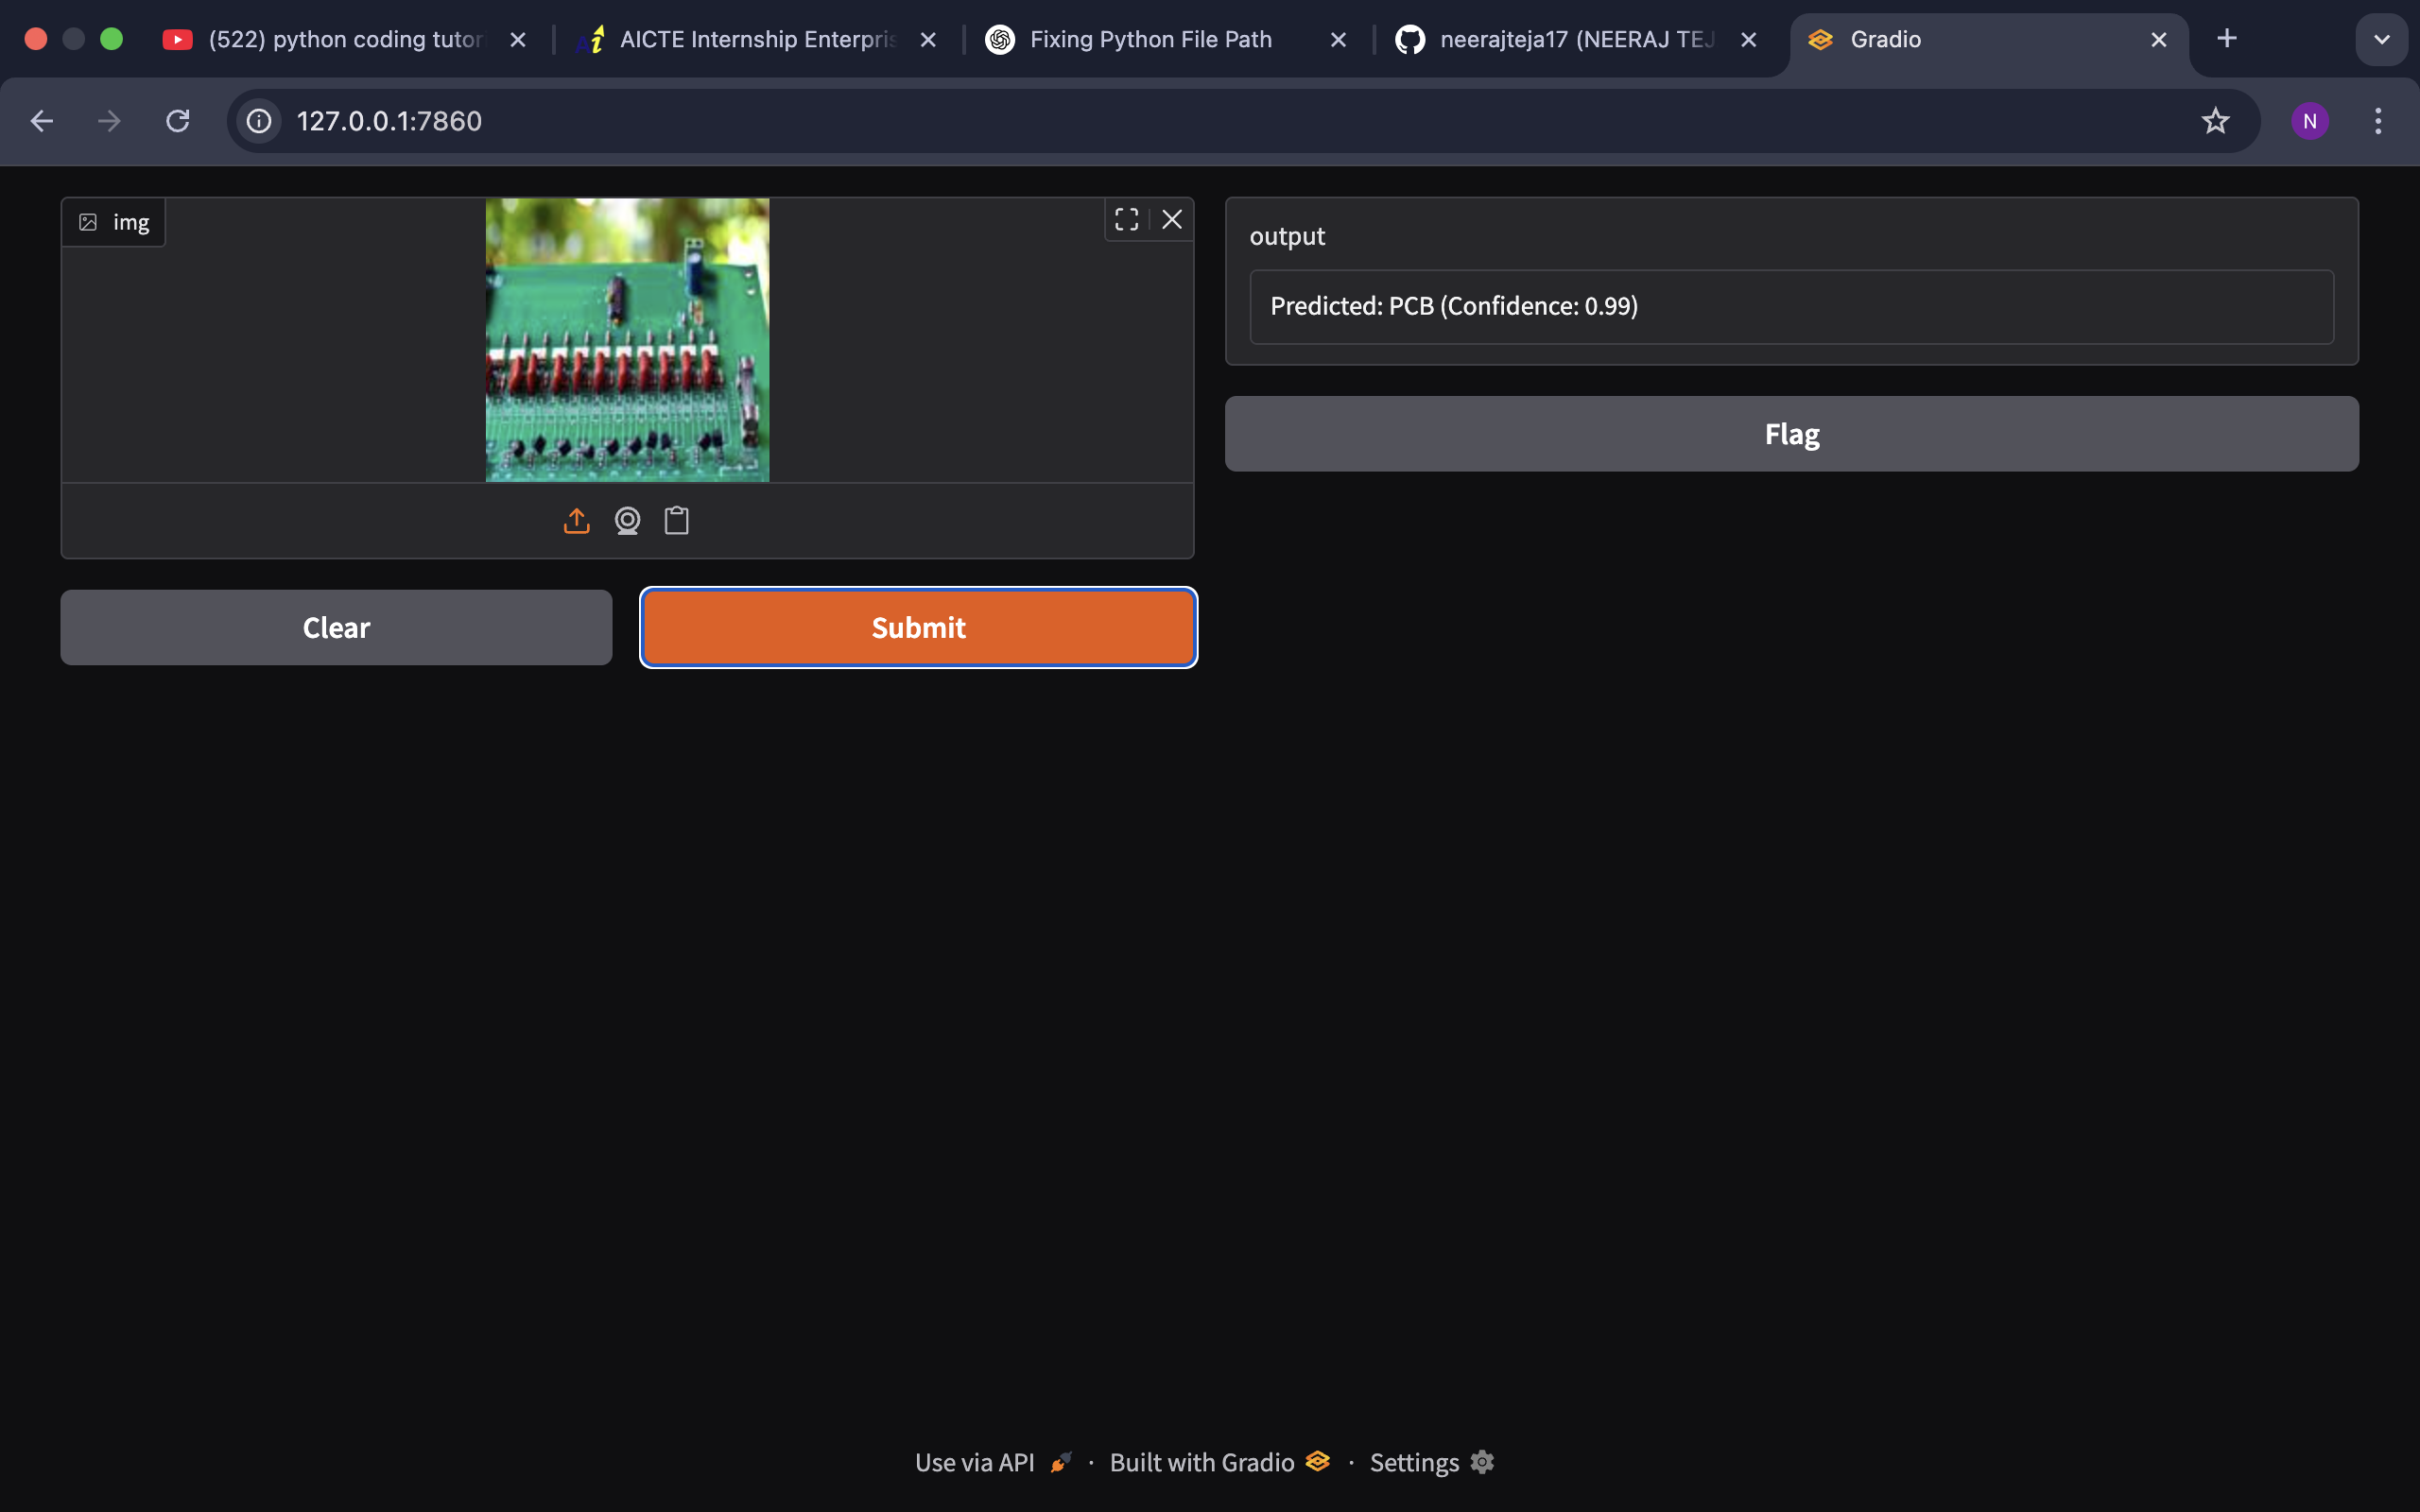 (522) python coding tutor
AICTE Internship Enterpris
Fixing Python File Path
neerajteja17 (NEERAJ TEJ
Gradio
127.0.0.1:7860
N
img
output
Predicted: PCB (Confidence: 0.99)
Flag
Clear
Submit
Use via API · Built with Gradio · Settings